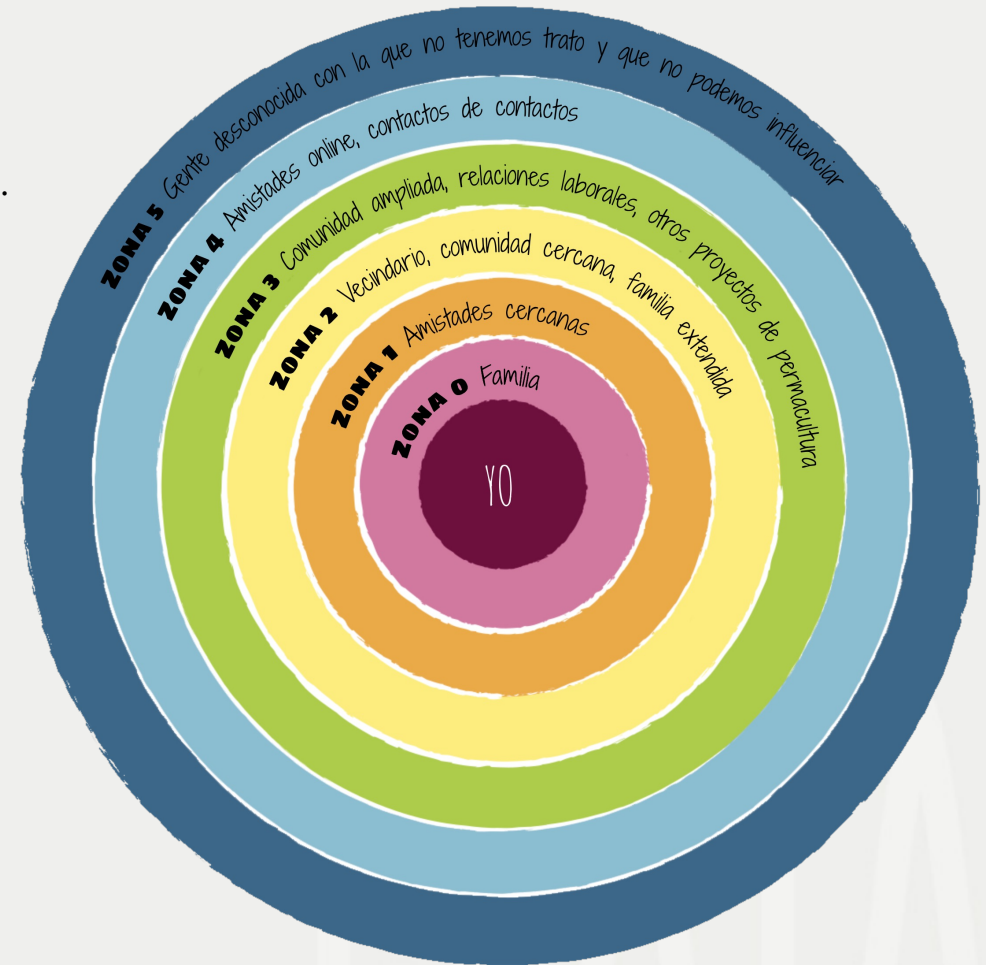 ZONA 5 Gente desconocida con la que no tenemos trato y que no podemos influenciar
ZONA 4 Amistades online, contactos de contactos
ZONA 3 Comunidad ampliada, relaciones laborales, otros proyectos de permacultura
ZONA 2 Vecindario, comunidad cercana, familia extendida
ZONA 1 Amistades cercanas
ZONA 0 Familia
YO